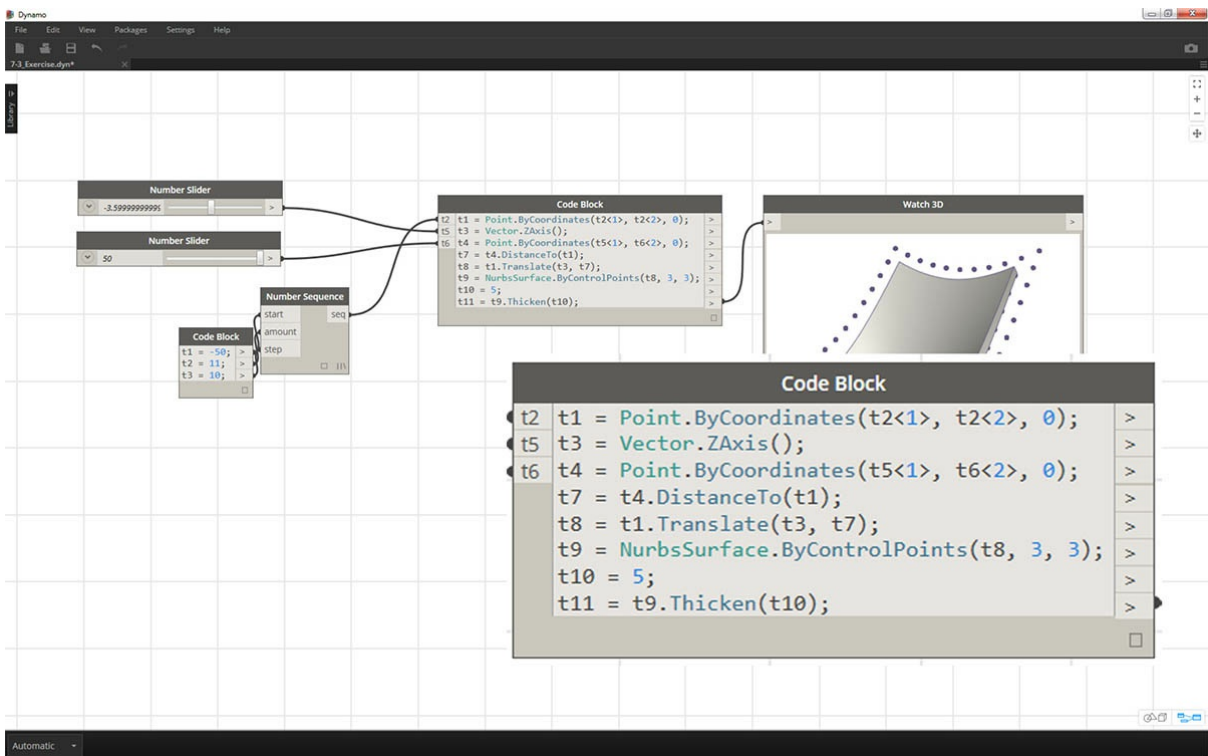 Dynamo
File Edit View Packages Settings Help
7-3_Exercise.dyn*
Library
Number Slider
-3.5999999999
>
Number Slider
50
>
Number Sequence
start seq
amount
step
Code Block
t1 = -50; >
t2 = 11; >
t3 = 10; >
Code Block
t2 t1 = Point.ByCoordinates(t2<1>, t2<2>, 0); >
t5 t3 = Vector.ZAxis(); >
t6 t4 = Point.ByCoordinates(t5<1>, t6<2>, 0); >
t7 = t4.DistanceTo(t1); >
t8 = t1.Translate(t3, t7); >
t9 = NurbsSurface.ByControlPoints(t8, 3, 3); >
t10 = 5; >
t11 = t9.Thicken(t10); >
Watch 3D
> >
Code Block
t2 t1 = Point.ByCoordinates(t2<1>, t2<2>, 0); >
t5 t3 = Vector.ZAxis(); >
t6 t4 = Point.ByCoordinates(t5<1>, t6<2>, 0); >
t7 = t4.DistanceTo(t1); >
t8 = t1.Translate(t3, t7); >
t9 = NurbsSurface.ByControlPoints(t8, 3, 3); >
t10 = 5; >
t11 = t9.Thicken(t10); >
Automatic